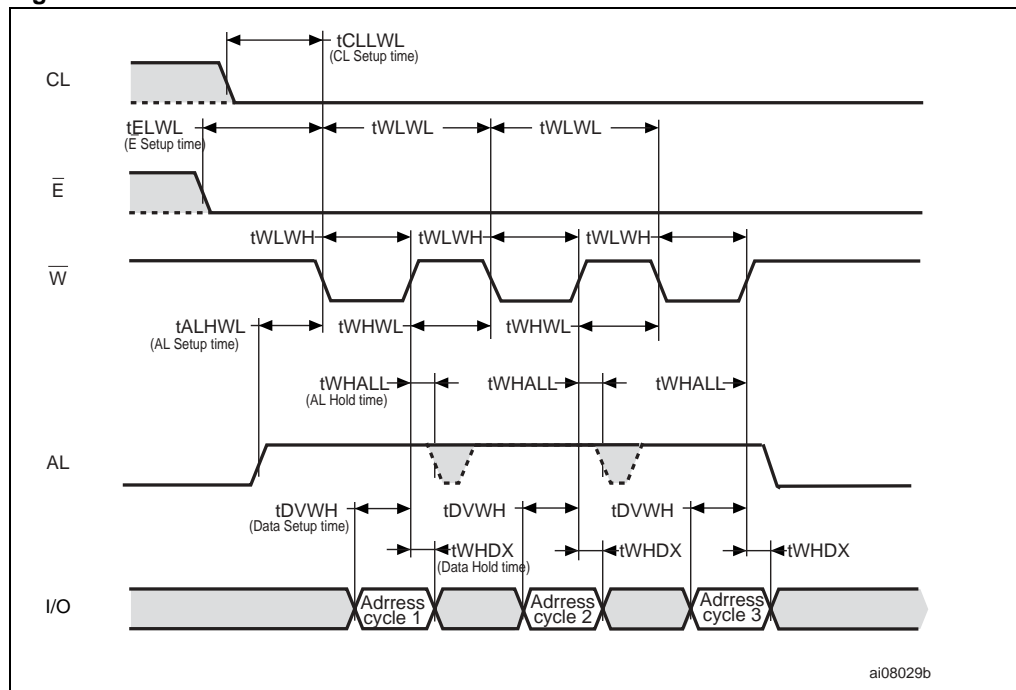 tCLLWL
(CL Setup time)
CL
tELWL
(E Setup time)
tWLWL
tWLWL
E
tWLWH
tWLWH
tWLWH
W
tALHWL
(AL Setup time)
tWHWL
tWHWL
tWHALL
(AL Hold time)
tWHALL
tWHALL
AL
tDVWH
(Data Setup time)
tDVWH
tDVWH
tWHDX
(Data Hold time)
tWHDX
tWHDX
I/O
Adrress
cycle 1
Adrress
cycle 2
Adrress
cycle 3
ai08029b